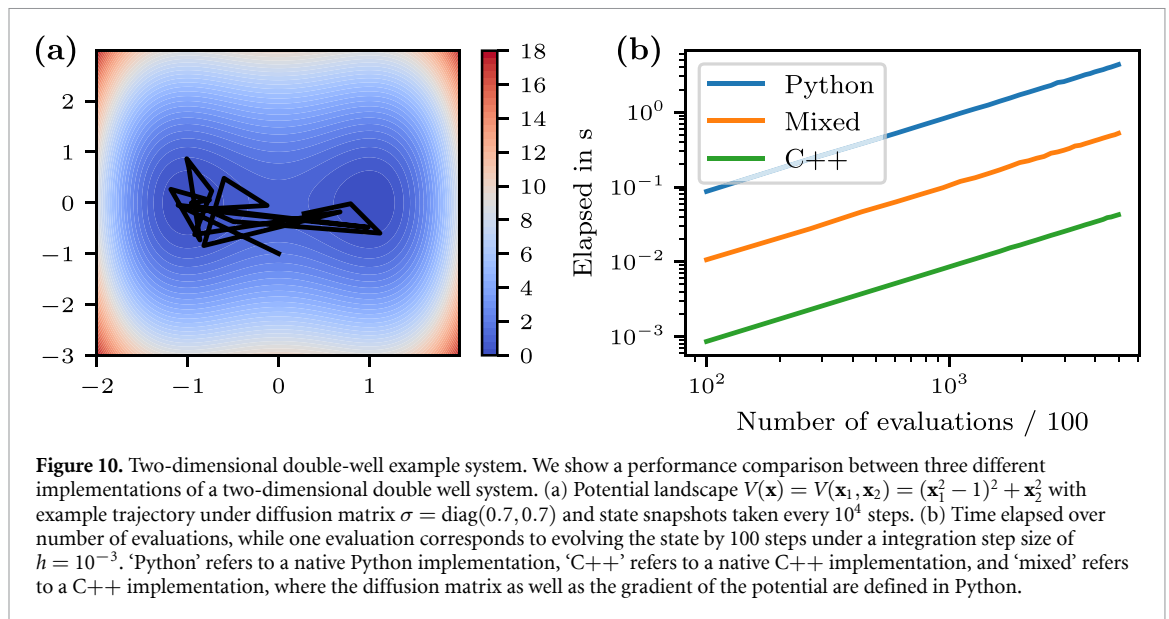 (a)
2
1
0
−1
−2
−3
−2
−1
0
1
18
16
14
12
10
8
6
4
2
0
(b)
Python
Mixed
C++
Elapsed in s
10⁰
10⁻¹
10⁻²
10⁻³
10²
10³
Number of evaluations / 100
Figure 10. Two-dimensional double-well example system. We show a performance comparison between three different
implementations of a two-dimensional double well system. (a) Potential landscape V(x) = V(x₁,x₂) = (x₁² − 1)² + x₂² with
example trajectory under diffusion matrix σ = diag(0.7,0.7) and state snapshots taken every 10⁴ steps. (b) Time elapsed over
number of evaluations, while one evaluation corresponds to evolving the state by 100 steps under a integration step size of
h = 10⁻³. ‘Python’ refers to a native Python implementation, ‘C++’ refers to a native C++ implementation, and ‘mixed’ refers
to a C++ implementation, where the diffusion matrix as well as the gradient of the potential are defined in Python.